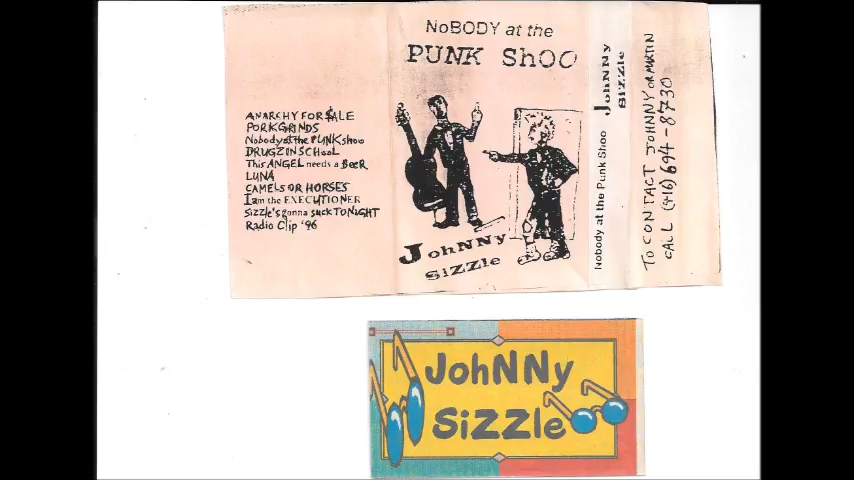 NoBODY at the
PUNK ShOO
ANARCHY FOR $ALE
PORKGRINDS
Nobody at the PUNK shoo
DRUGZ IN SCHooL
This ANGEL needs a BeeR
LUNA
CAMELS OR HORSES
I am the EXECUTIONER
Sizzle's gonna sucK TONIGHT
Radio Clip '96
JohNNy
SiZZle
Nobody at the Punk Shoo
JohNNy
SiZZle
TO CONTACT JOHNNY OR MARTIN
CALL (416) 694-8730
JohNNy
SiZZLe